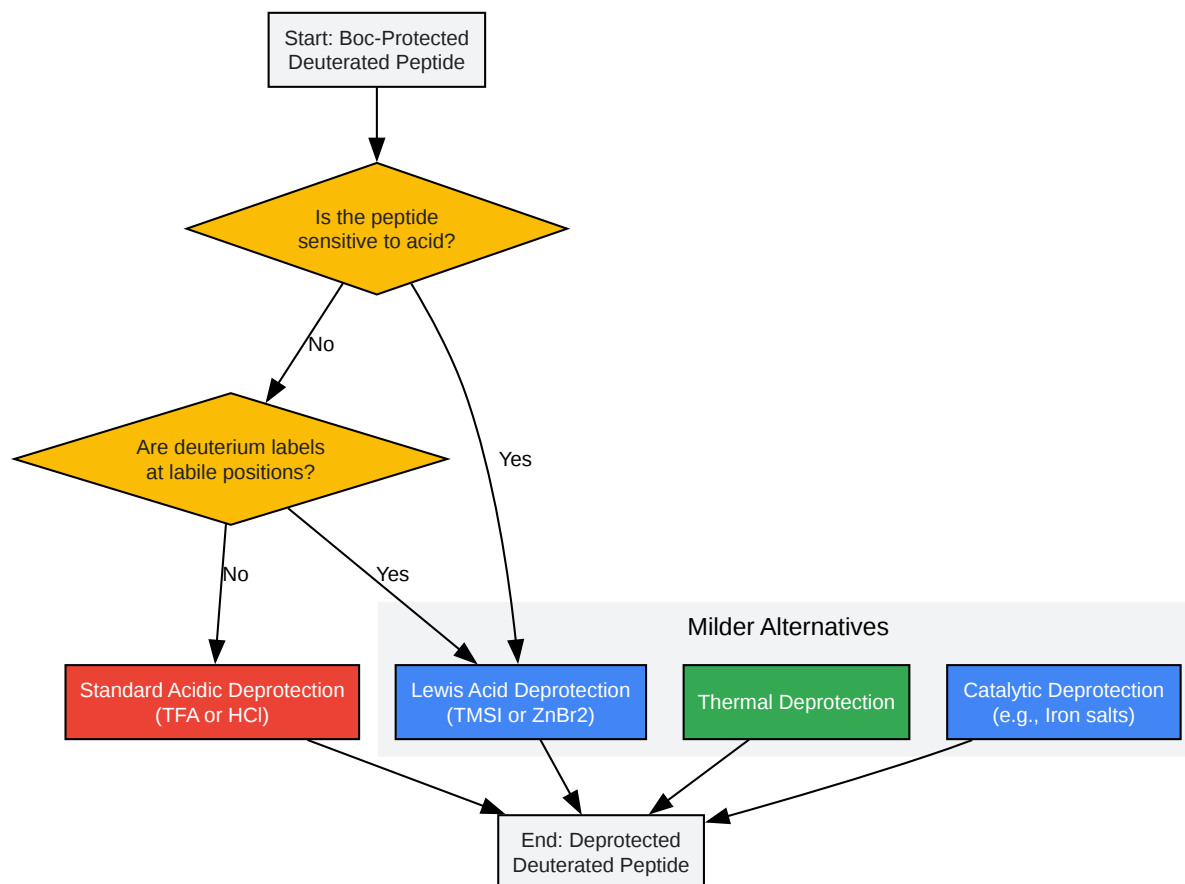 Start: Boc-Protected
Deuterated Peptide
Is the peptide
sensitive to acid?
No
Are deuterium labels
at labile positions?
Yes
No
Yes
Milder Alternatives
Standard Acidic Deprotection
(TFA or HCl)
Lewis Acid Deprotection
(TMSI or ZnBr2)
Thermal Deprotection
Catalytic Deprotection
(e.g., Iron salts)
End: Deprotected
Deuterated Peptide